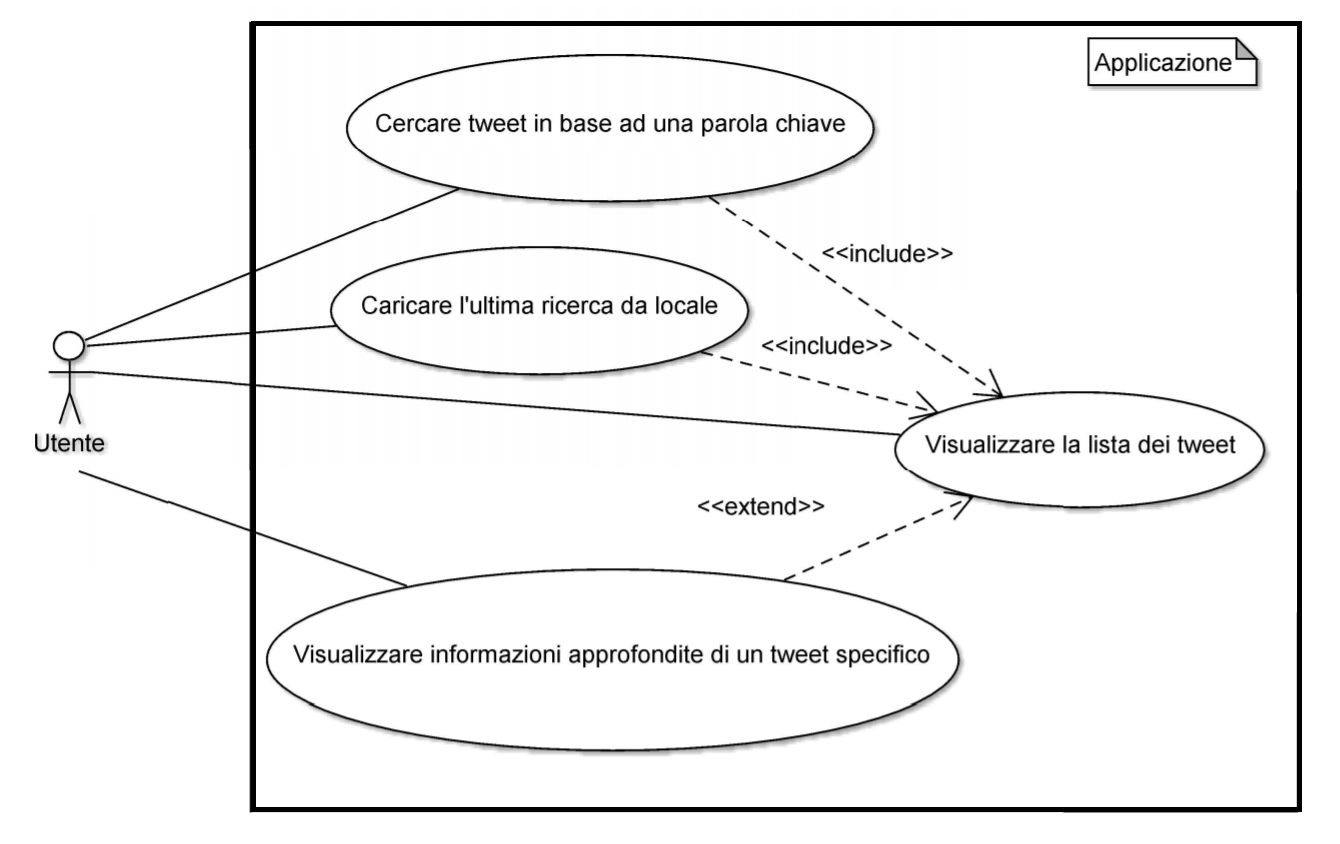 Applicazione
Cercare tweet in base ad una parola chiave
<<include>>
Caricare l'ultima ricerca da locale
<<include>>
Utente
Visualizzare la lista dei tweet
<<extend>>
Visualizzare informazioni approfondite di un tweet specifico